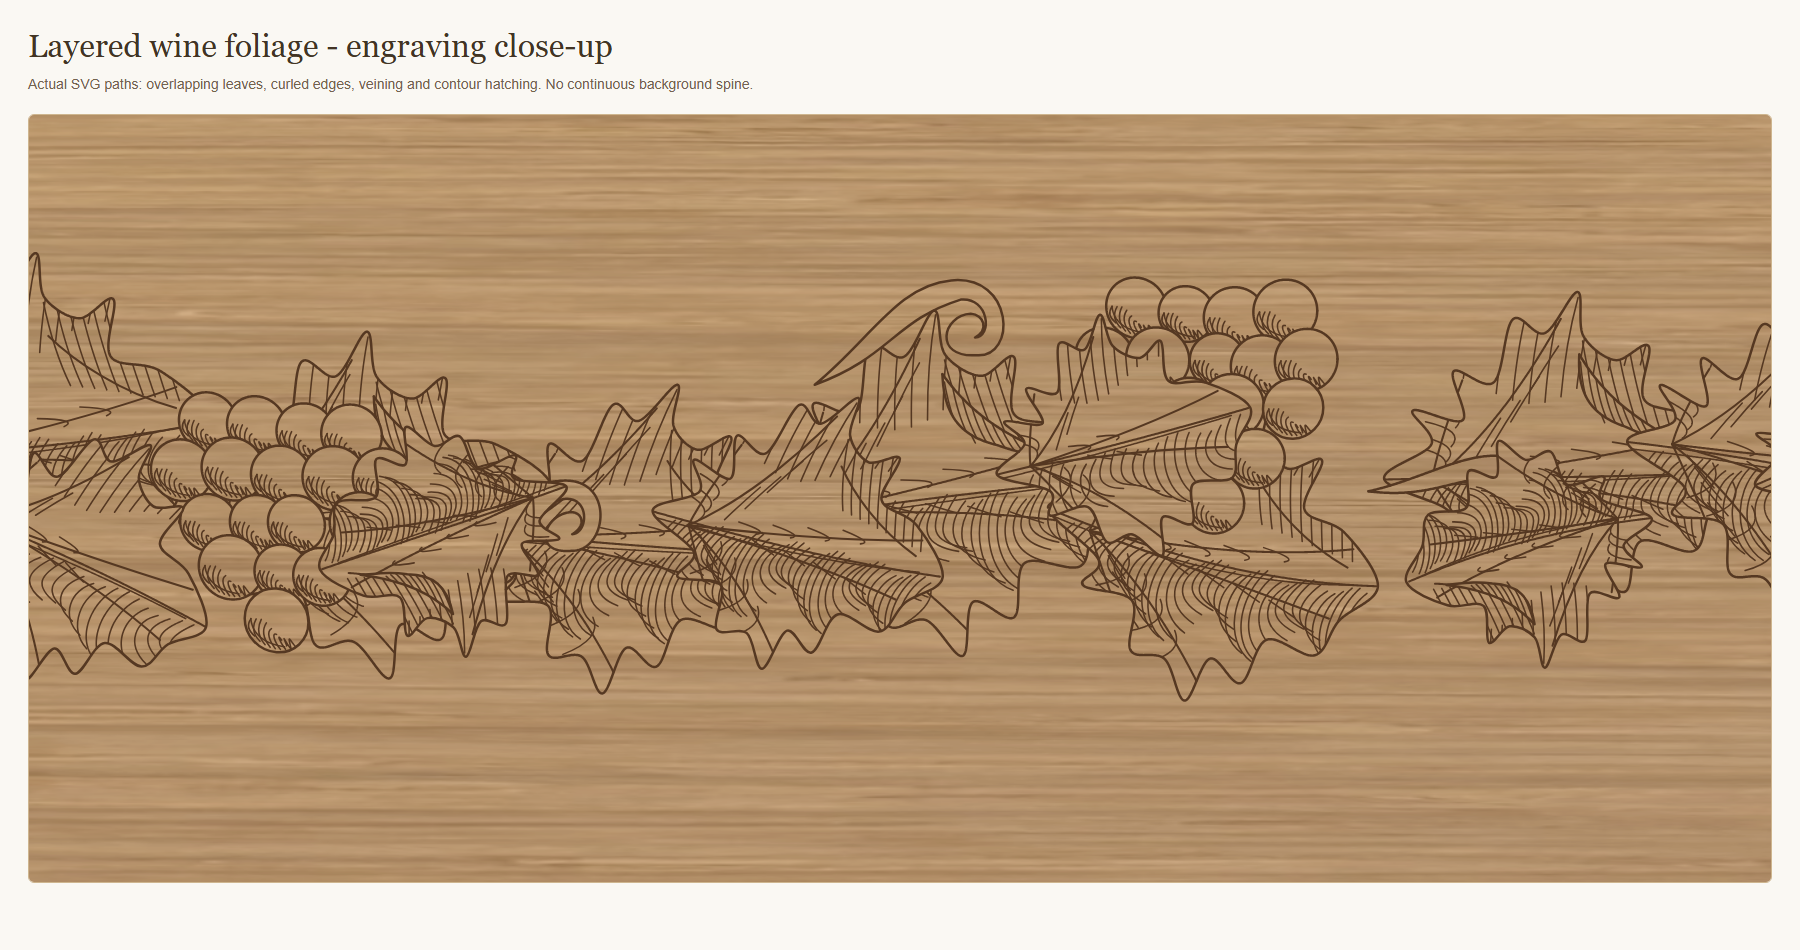 Layered wine foliage - engraving close-up
Actual SVG paths: overlapping leaves, curled edges, veining and contour hatching. No continuous background spine.